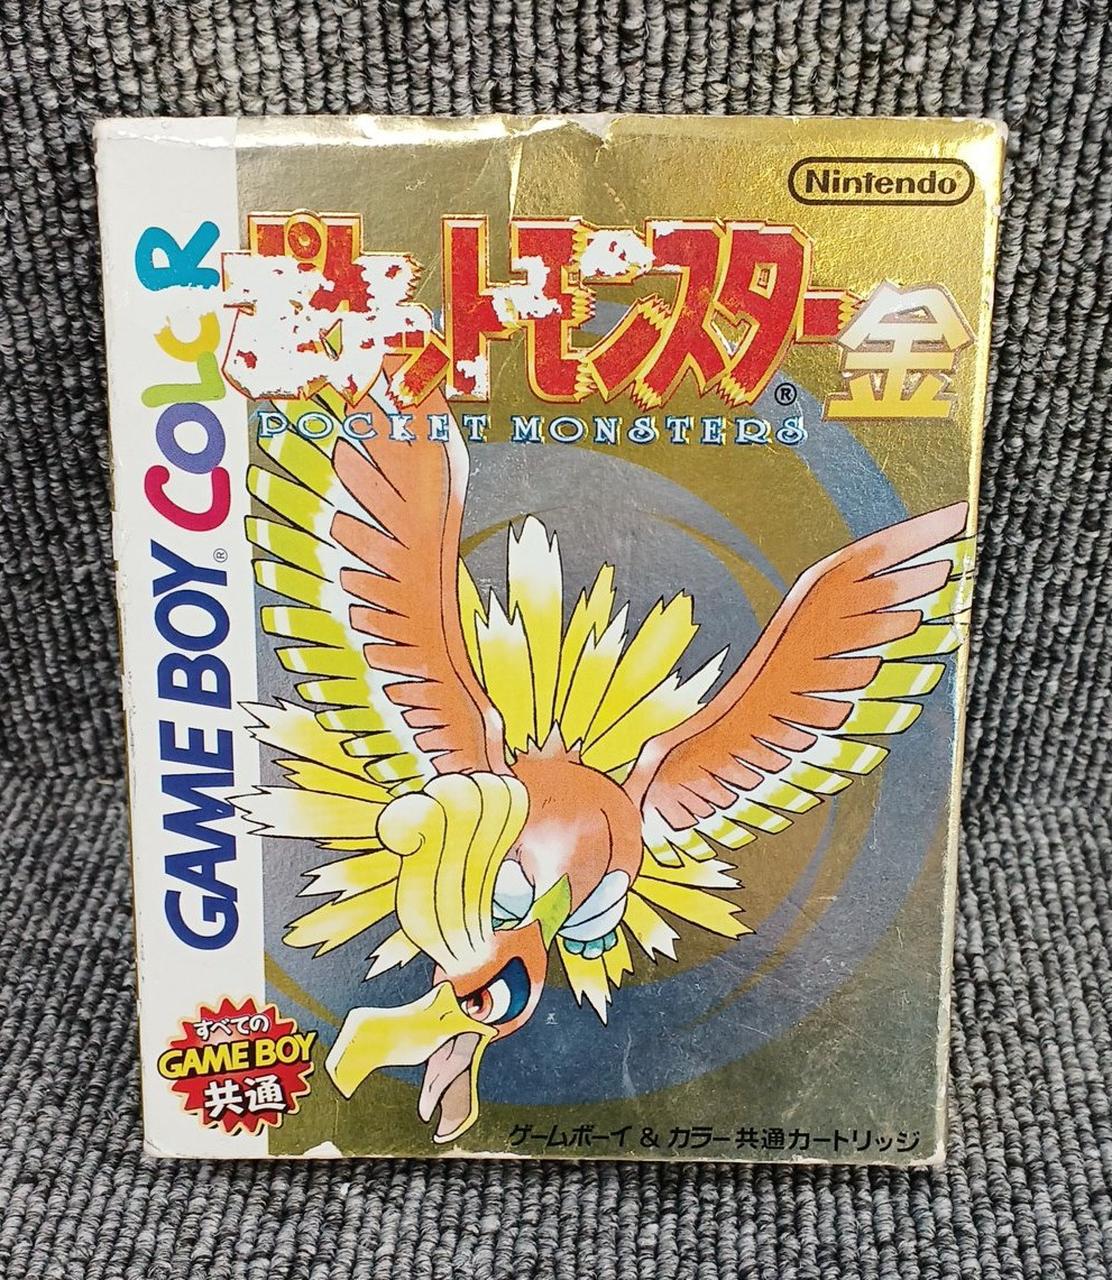 Nintendo
ポケットモンスター金
®
POCKET MONSTERS
GAME BOY® COLOR
すべての
GAME BOY
共通
ゲームボーイ & カラー共通カートリッジ